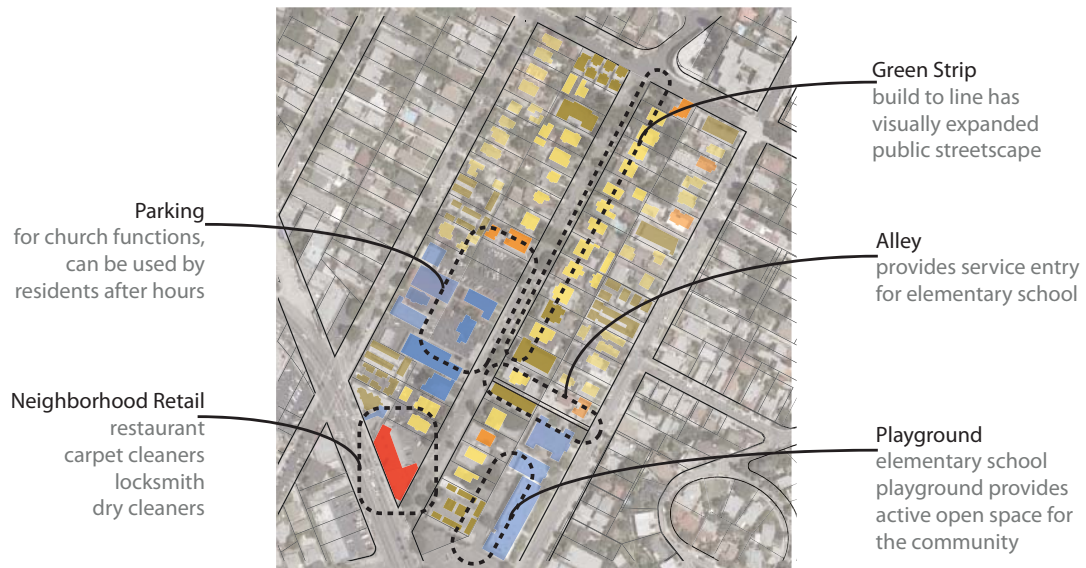 Green Strip
build to line has
visually expanded
public streetscape
Parking
for church functions,
can be used by
residents after hours
Alley
provides service entry
for elementary school
Neighborhood Retail
restaurant
carpet cleaners
locksmith
dry cleaners
Playground
elementary school
playground provides
active open space for
the community